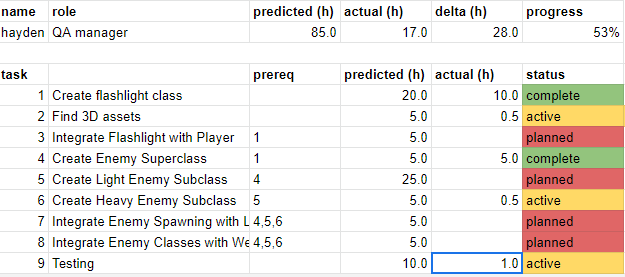 name role predicted (h) actual (h) delta (h) progress
hayden QA manager 85.0 17.0 28.0 53%
task prereq predicted (h) actual (h) status
1 Create flashlight class 20.0 10.0 complete
2 Find 3D assets 5.0 0.5 active
3 Integrate Flashlight with Player 1 5.0 planned
4 Create Enemy Superclass 1 5.0 5.0 complete
5 Create Light Enemy Subclass 4 25.0 planned
6 Create Heavy Enemy Subclass 5 5.0 0.5 active
7 Integrate Enemy Spawning with L 4,5,6 5.0 planned
8 Integrate Enemy Classes with We 4,5,6 5.0 planned
9 Testing 10.0 1.0 active